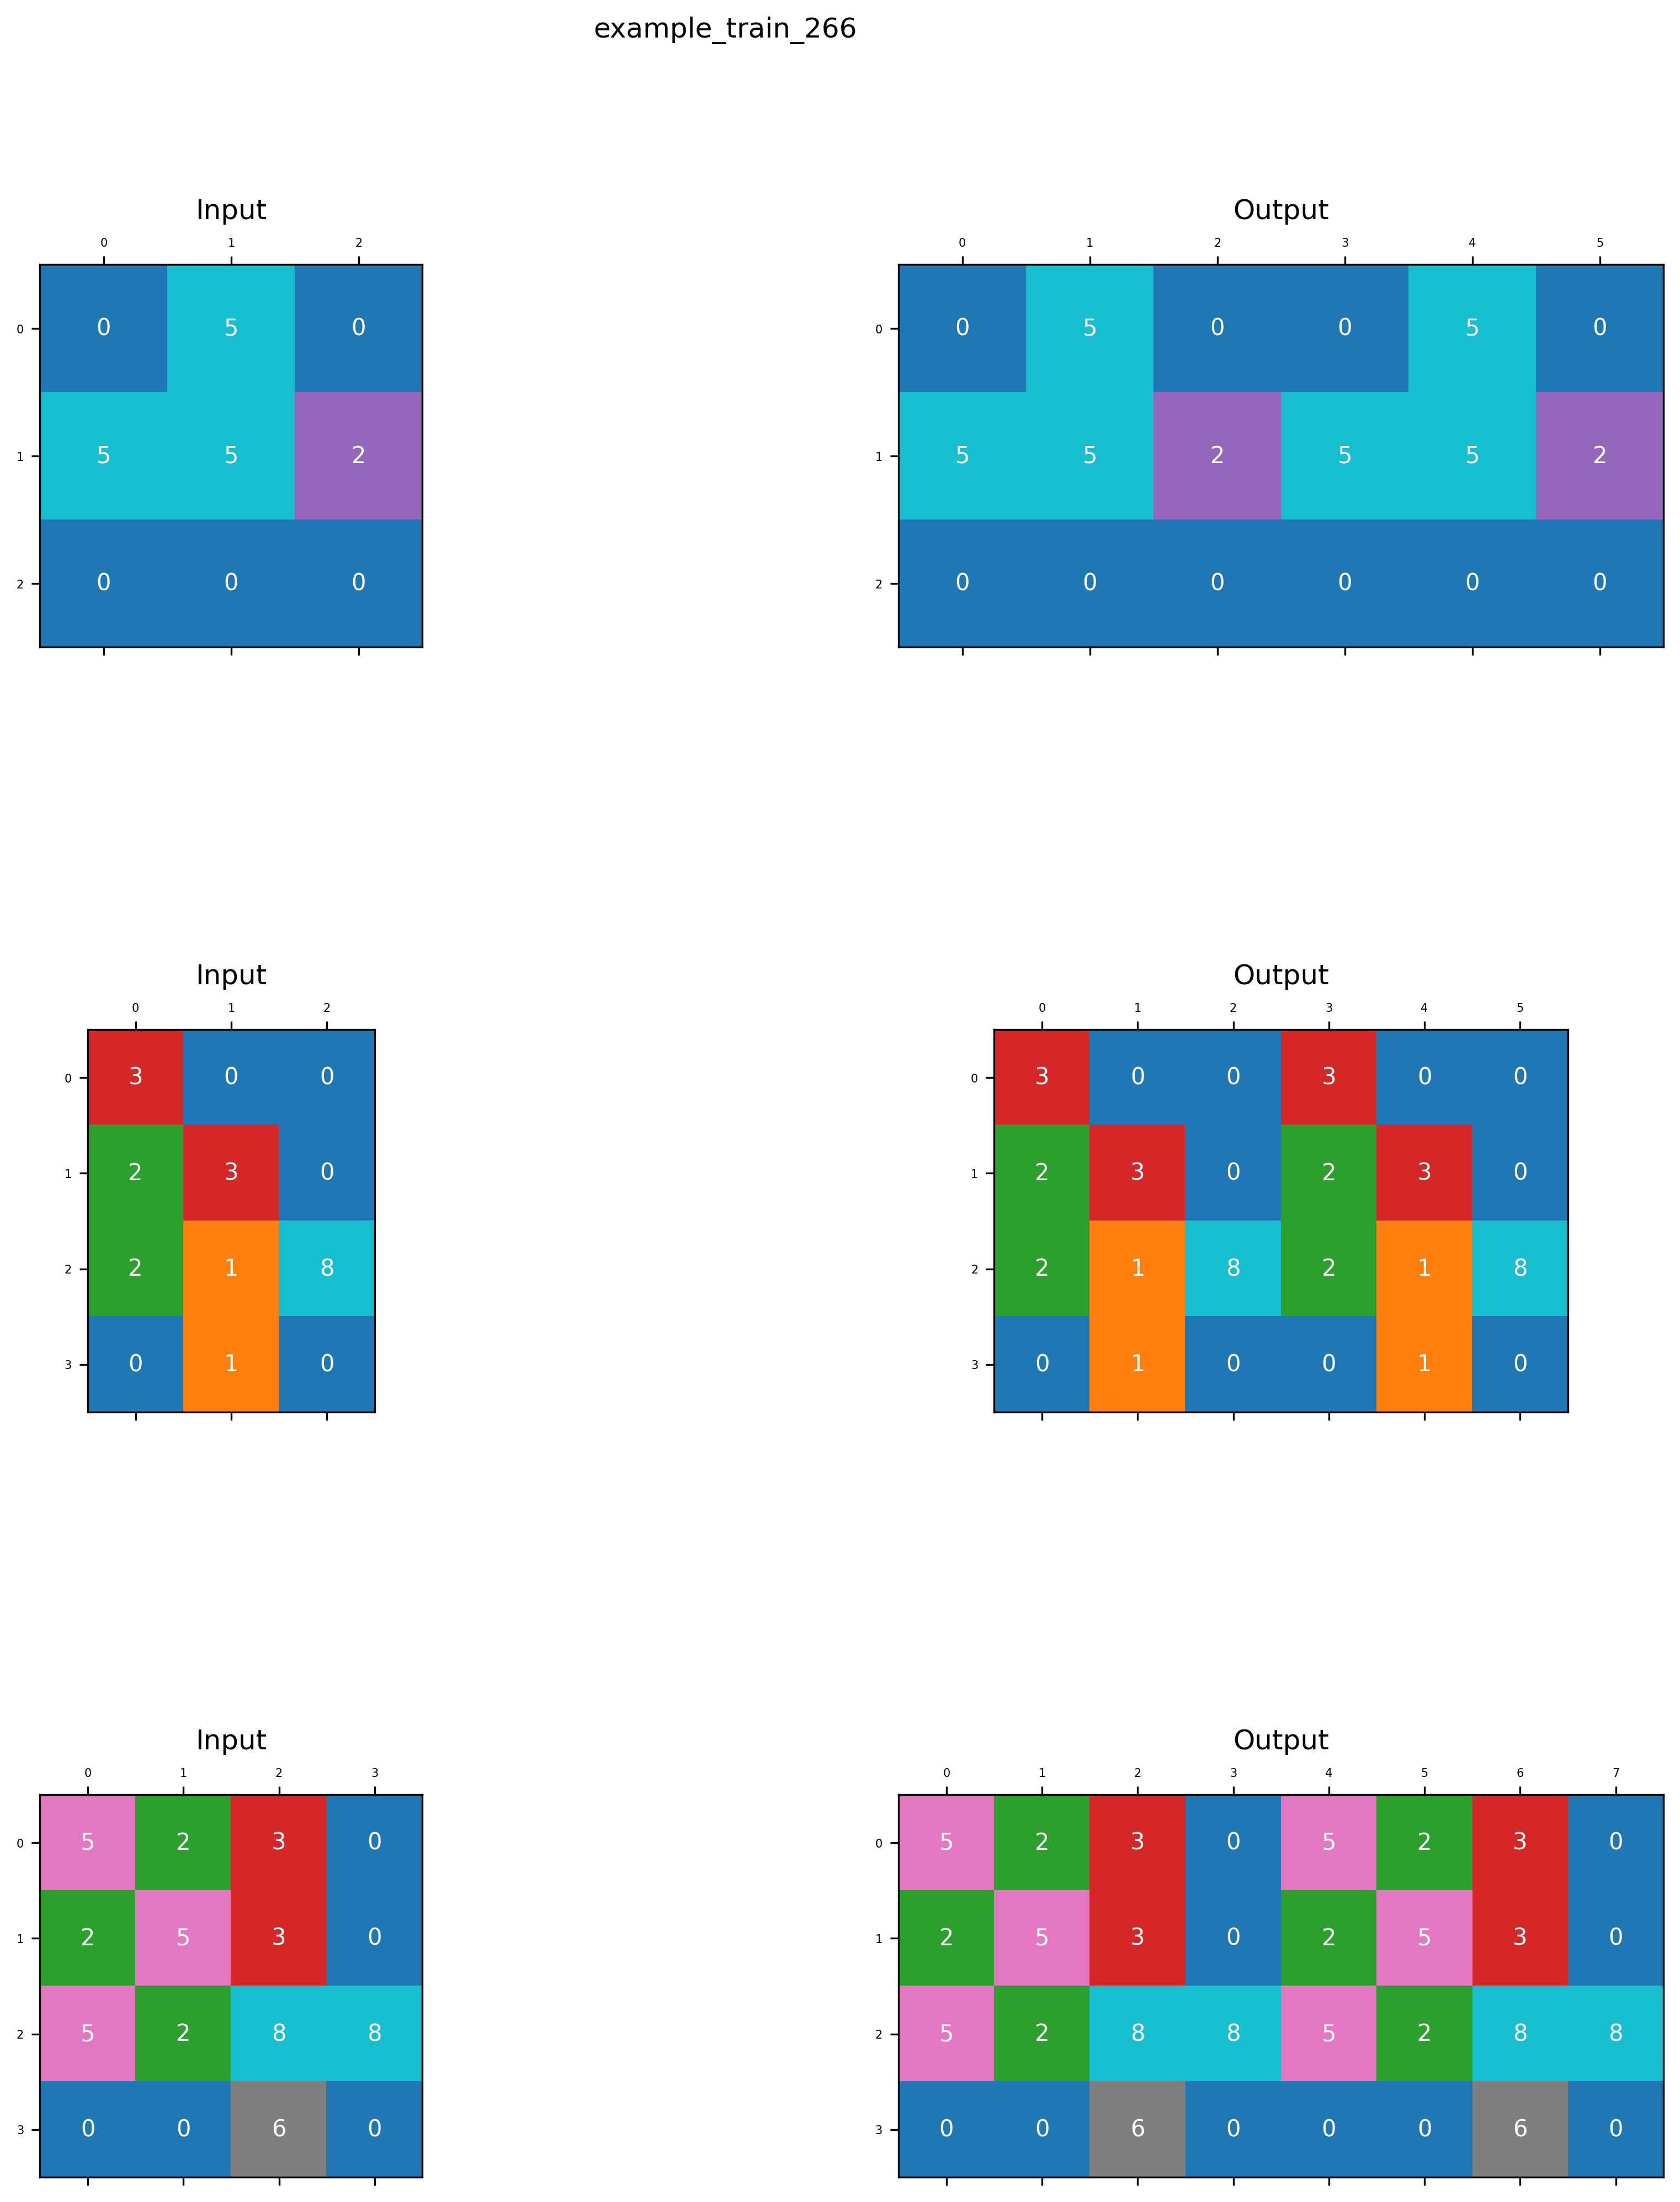 example_train_266
Input
Output
0 1 2
0 1 2 3 4 5
0 0 5 0
0 0 5 0 0 5 0
1 5 5 2
1 5 5 2 5 5 2
2 0 0 0
2 0 0 0 0 0 0
Input
Output
0 1 2
0 1 2 3 4 5
0 3 0 0
0 3 0 0 3 0 0
1 2 3 0
1 2 3 0 2 3 0
2 2 1 8
2 2 1 8 2 1 8
3 0 1 0
3 0 1 0 0 1 0
Input
Output
0 1 2 3
0 1 2 3 4 5 6 7
0 5 2 3 0
0 5 2 3 0 5 2 3 0
1 2 5 3 0
1 2 5 3 0 2 5 3 0
2 5 2 8 8
2 5 2 8 8 5 2 8 8
3 0 0 6 0
3 0 0 6 0 0 0 6 0